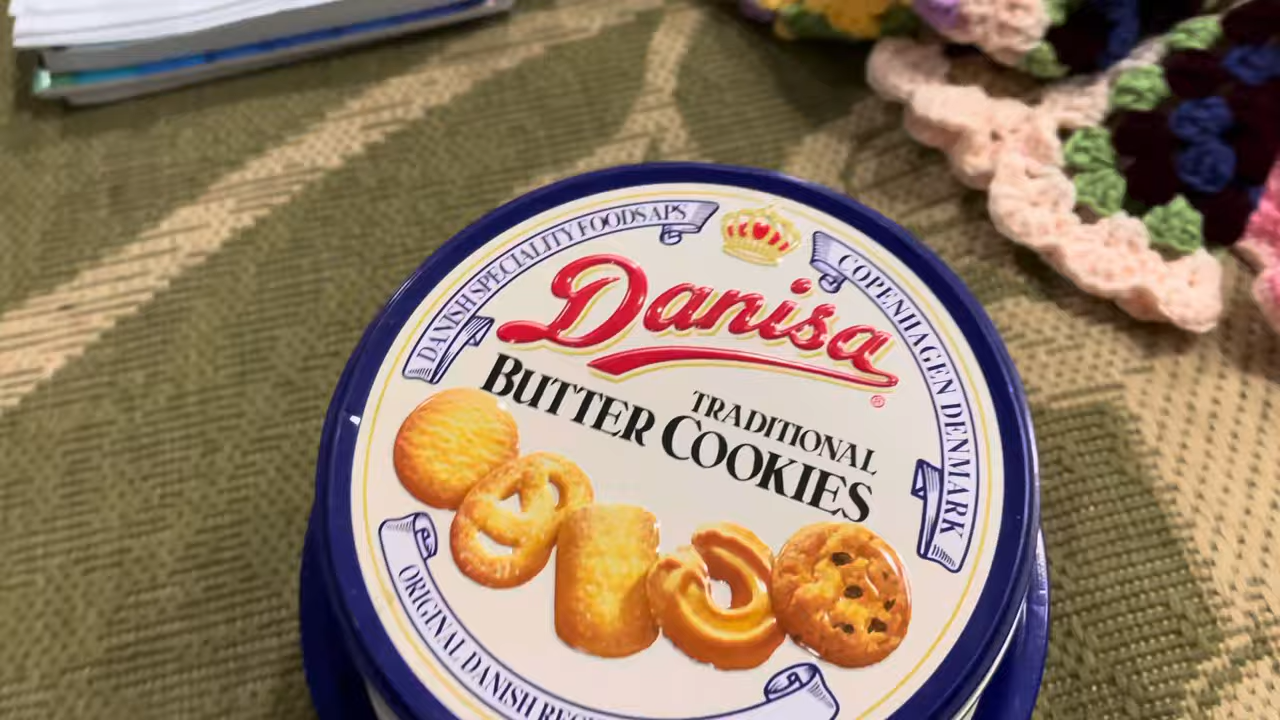 DANISH SPECIALITY FOODS APS
COPENHAGEN DENMARK
Danisa
®
TRADITIONAL
BUTTER COOKIES
ORIGINAL DANISH